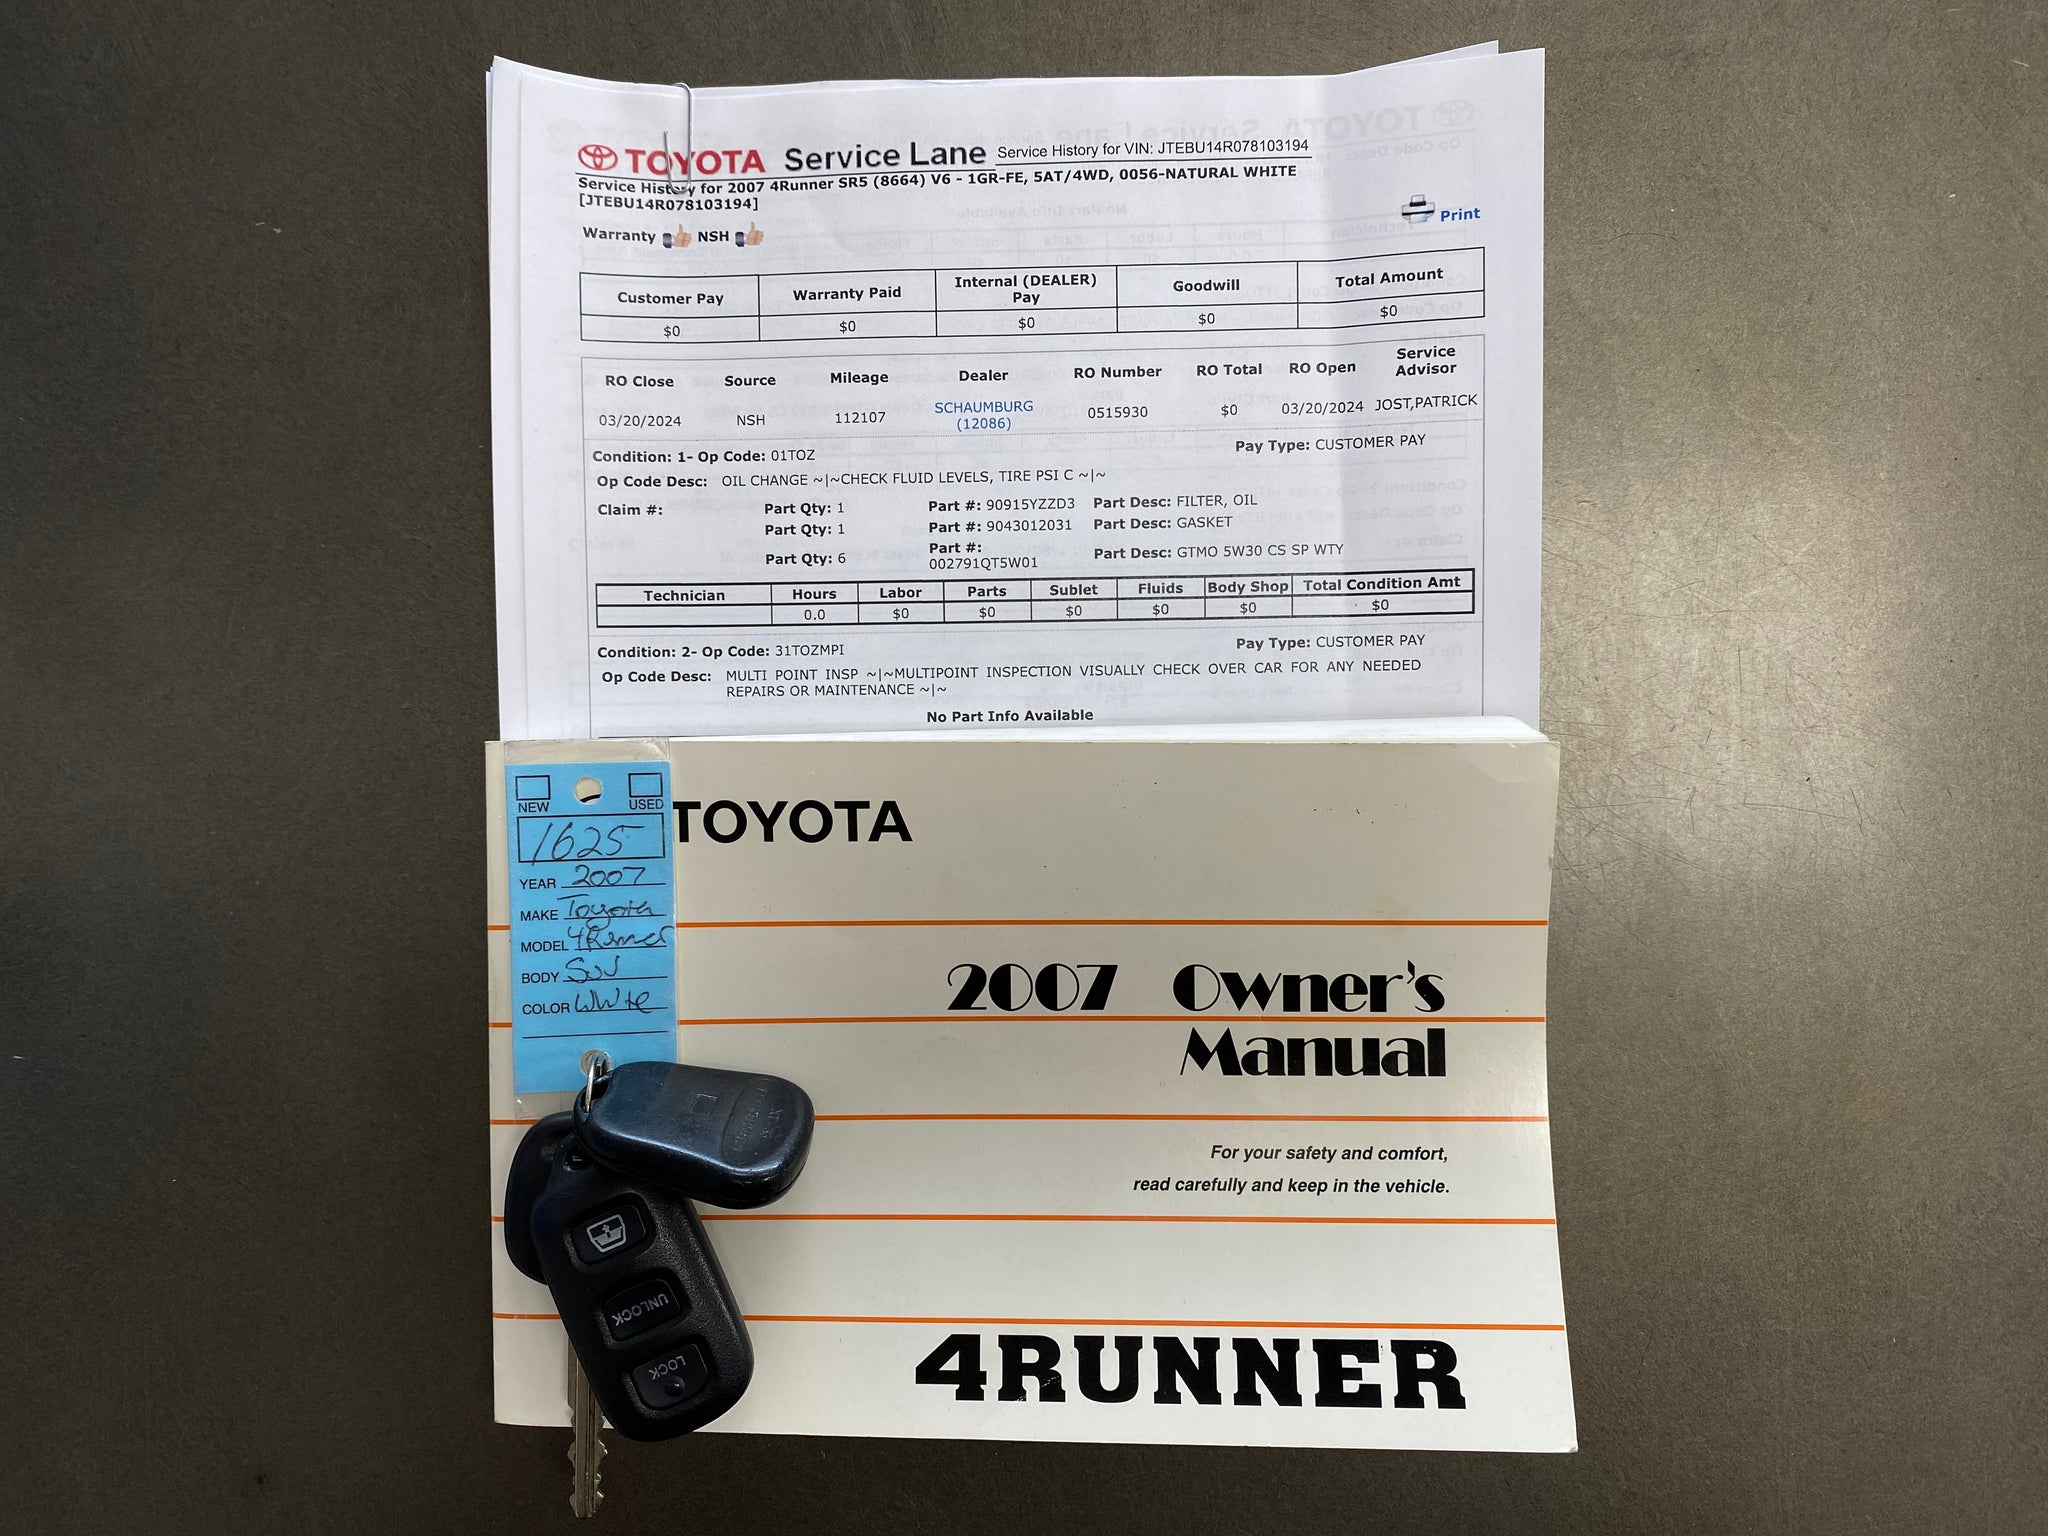 TOYOTA Service Lane Service History for VIN: JTEBU14R078103194
Service History for 2007 4Runner SR5 (8664) V6 - 1GR-FE, 5AT/4WD, 0056-NATURAL WHITE
[JTEBU14R078103194]
Print
Warranty NSH
Customer Pay Warranty Paid Internal (DEALER) Pay Goodwill Total Amount
$0 $0 $0 $0 $0
RO Close Source Mileage Dealer RO Number RO Total RO Open Service Advisor
03/20/2024 NSH 112107 SCHAUMBURG (12086) 0515930 $0 03/20/2024 JOST,PATRICK
Condition: 1- Op Code: 01TOZ Pay Type: CUSTOMER PAY
Op Code Desc: OIL CHANGE ~|~CHECK FLUID LEVELS, TIRE PSI C ~|~
Claim #: Part Qty: 1 Part #: 90915YZZD3 Part Desc: FILTER, OIL
Part Qty: 1 Part #: 9043012031 Part Desc: GASKET
Part Qty: 6 Part #: 002791QT5W01 Part Desc: GTMO 5W30 CS SP WTY
Technician Hours Labor Parts Sublet Fluids Body Shop Total Condition Amt
0.0 $0 $0 $0 $0 $0 $0
Condition: 2- Op Code: 31TOZMPI Pay Type: CUSTOMER PAY
Op Code Desc: MULTI POINT INSP ~|~MULTIPOINT INSPECTION VISUALLY CHECK OVER CAR FOR ANY NEEDED
REPAIRS OR MAINTENANCE ~|~
No Part Info Available
NEW USED
1625
YEAR 2007
MAKE Toyota
MODEL 4Runner
BODY SUV
COLOR White
TOYOTA
2007 Owner's
Manual
For your safety and comfort,
read carefully and keep in the vehicle.
4RUNNER
UNLOCK
LOCK